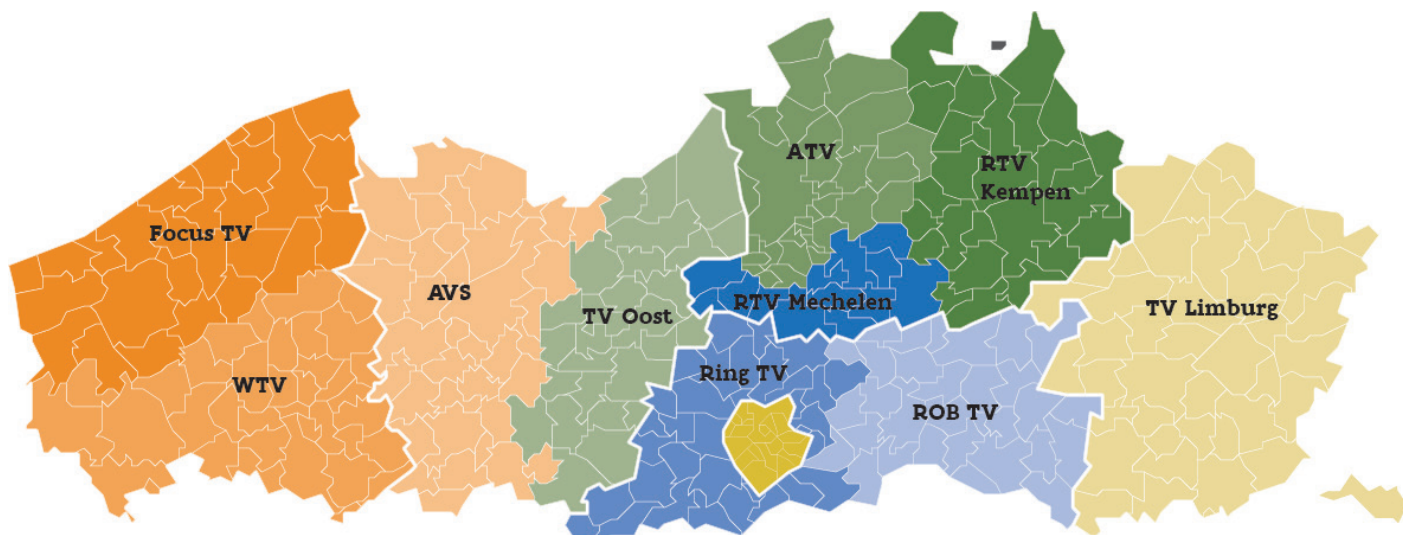 ATV
RTV
Kempen
Focus TV
AVS
RTV Mechelen
TV Oost
TV Limburg
WTV
Ring TV
ROB TV